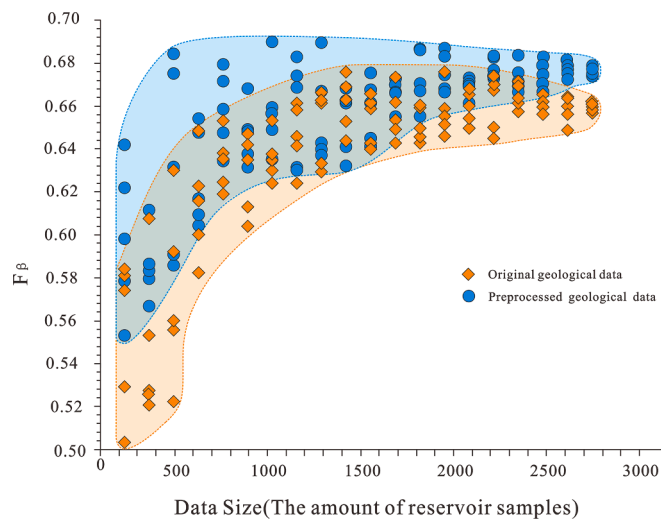 0.70
0.68
0.66
0.64
0.62
0.60
0.58
0.56
0.54
0.52
0.50
Fβ
Original geological data
Preprocessed geological data
0 500 1000 1500 2000 2500 3000
Data Size(The amount of reservoir samples)